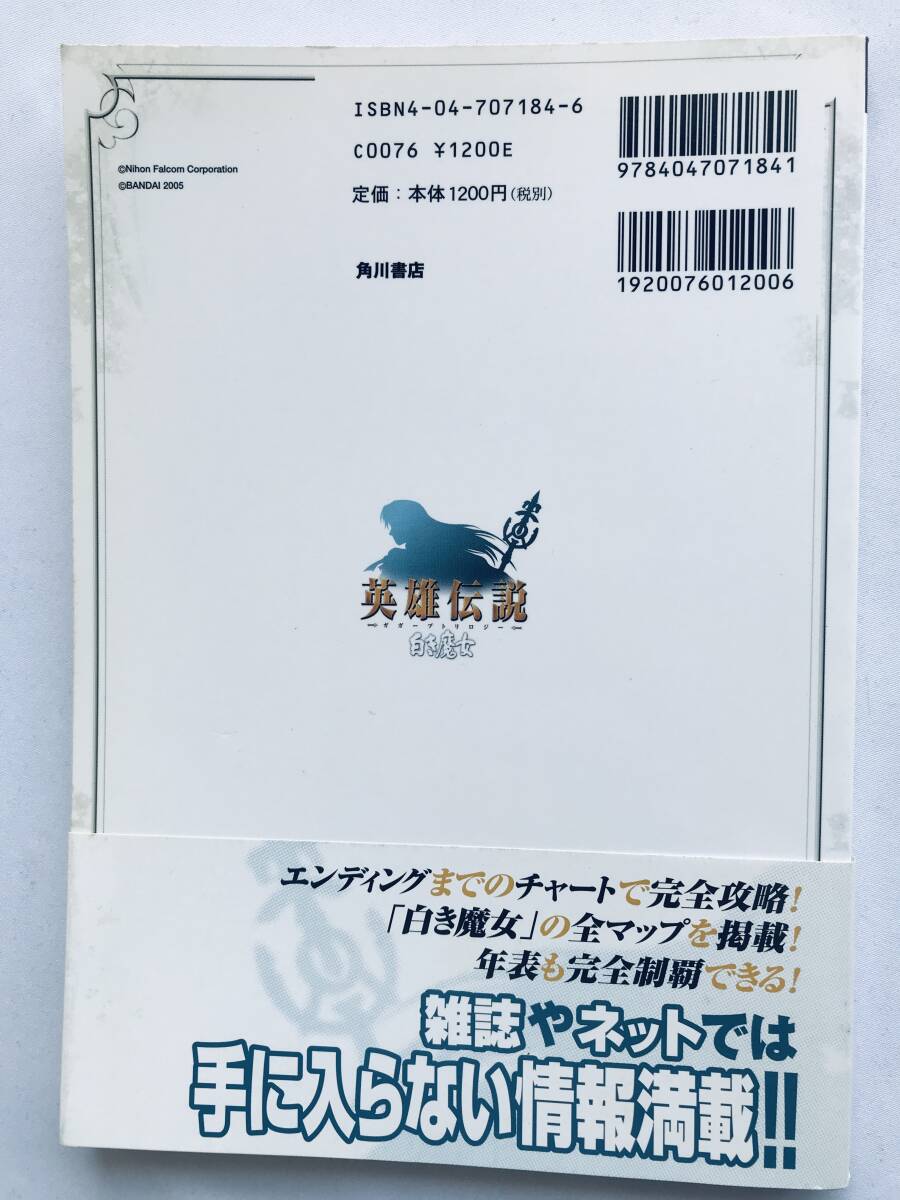 ISBN4-04-707184-6
C0076 ¥1200E
定価：本体1200円（税別）
9784047071841
1920076012006
©Nihon Falcom Corporation
©BANDAI 2005
角川書店
英雄伝説
ガガーブトリロジー
白き魔女
エンディングまでのチャートで完全攻略！
「白き魔女」の全マップを掲載！
年表も完全制覇できる！
雑誌やネットでは
手に入らない情報満載!!